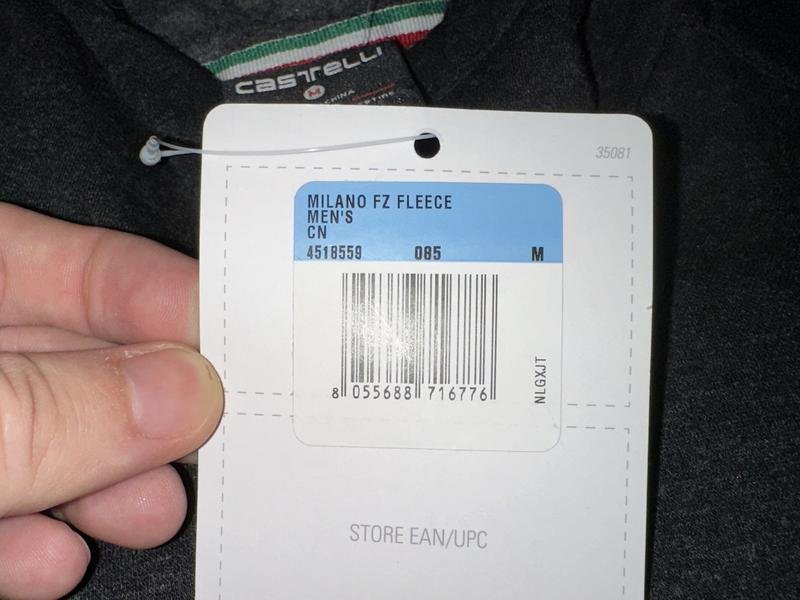 CASTELLI
M
CHINA
35081
MILANO FZ FLEECE
MEN'S
CN
4518559 085 M
8 055688 716776
NLGXJT
STORE EAN/UPC